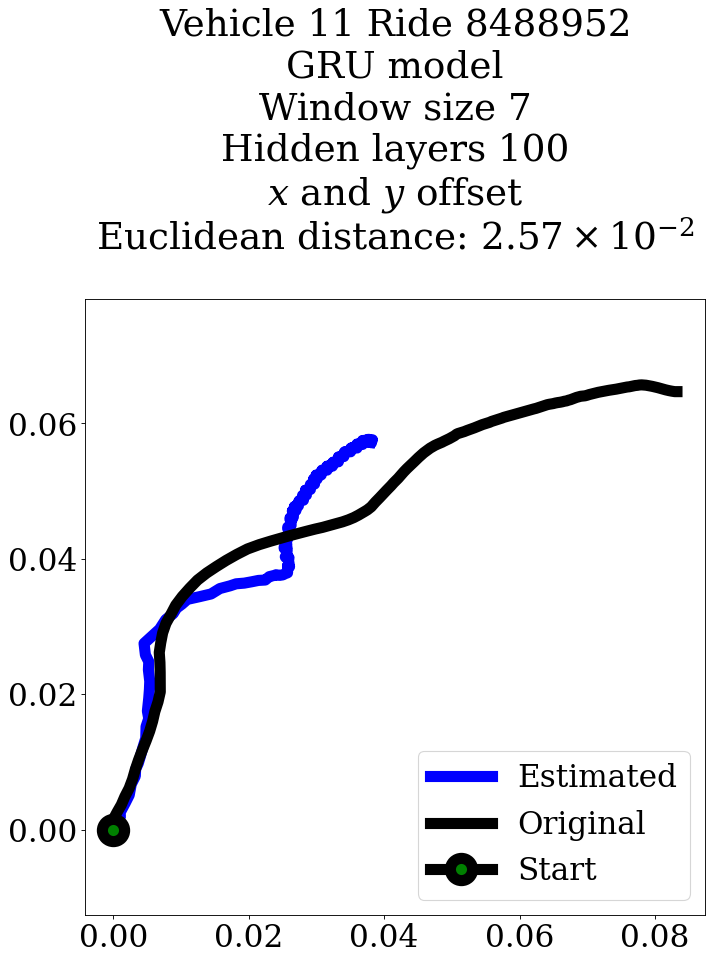 Vehicle 11 Ride 8488952
GRU model
Window size 7
Hidden layers 100
x and y offset
Euclidean distance: 2.57 × 10⁻²
0.06
0.04
0.02
0.00
Estimated
Original
Start
0.00 0.02 0.04 0.06 0.08